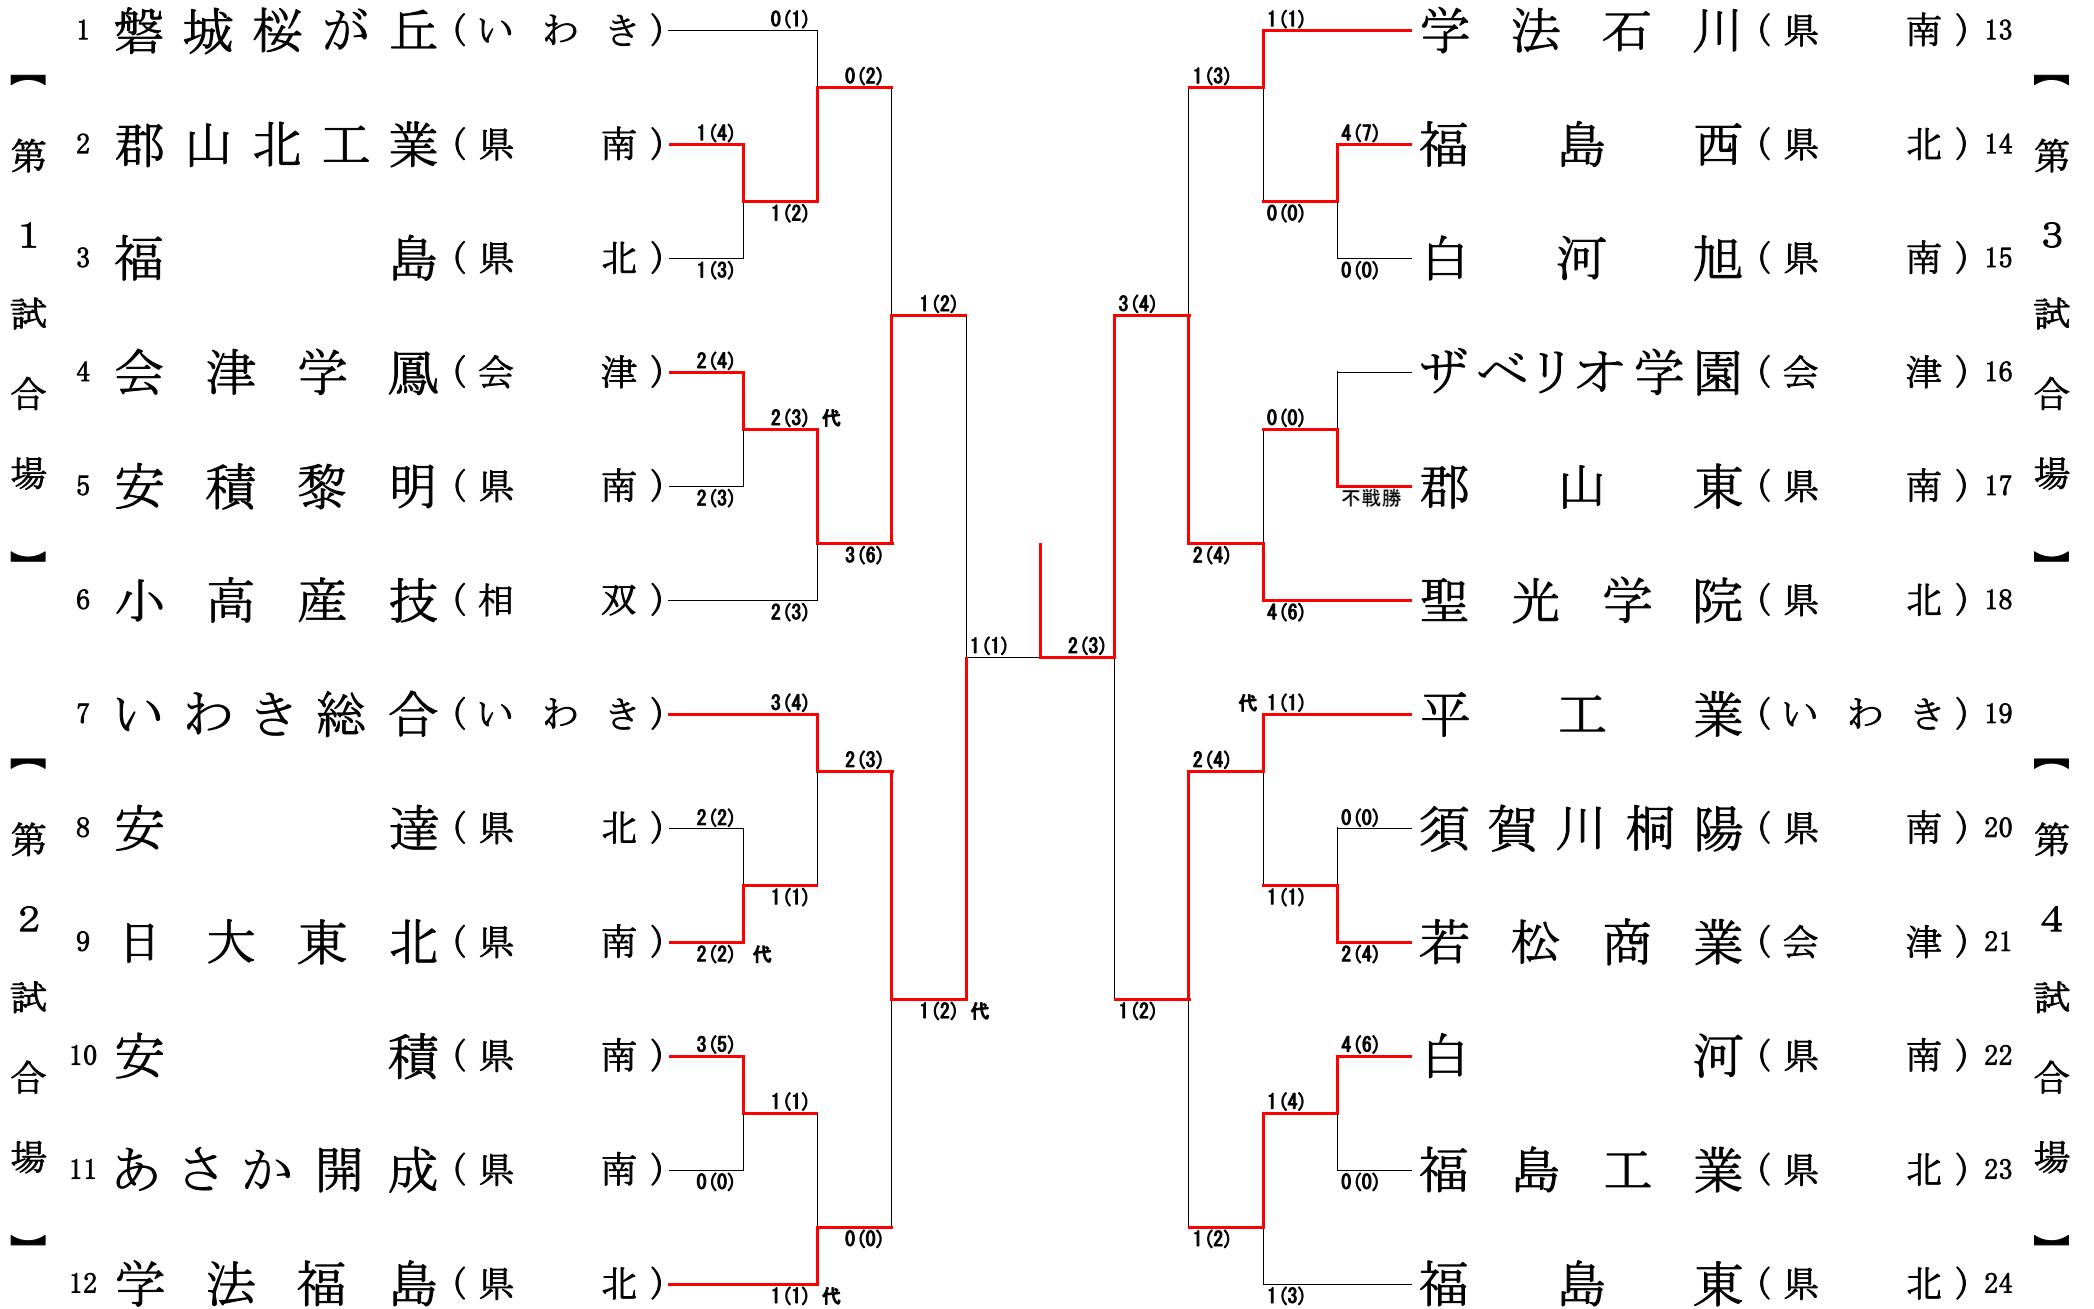 【第1試合場】
1 磐城桜が丘(いわき) 0(1)
0(2)
2 郡山北工業(県南) 1(4)
1(2)
3 福島(県北) 1(3)
1(2)
4 会津学鳳(会津) 2(4)
2(3) 代
5 安積黎明(県南) 2(3)
3(6)
6 小高産技(相双) 2(3)
1(1)
【第2試合場】
7 いわき総合(いわき) 3(4)
2(3)
8 安達(県北) 2(2)
1(1)
9 日大東北(県南) 2(2) 代
1(2) 代
10 安積(県南) 3(5)
1(1)
11 あさか開成(県南) 0(0)
0(0)
12 学法福島(県北) 1(1) 代
【第3試合場】
1(1) 学法石川(県南) 13
1(3)
4(7) 福島西(県北) 14
0(0)
0(0) 白河旭(県南) 15
3(4)
ザベリオ学園(会津) 16
0(0)
不戦勝 郡山東(県南) 17
2(4)
4(6) 聖光学院(県北) 18
2(3)
【第4試合場】
代 1(1) 平工業(いわき) 19
2(4)
0(0) 須賀川桐陽(県南) 20
1(1)
2(4) 若松商業(会津) 21
1(2)
4(6) 白河(県南) 22
1(4)
0(0) 福島工業(県北) 23
1(2)
1(3) 福島東(県北) 24